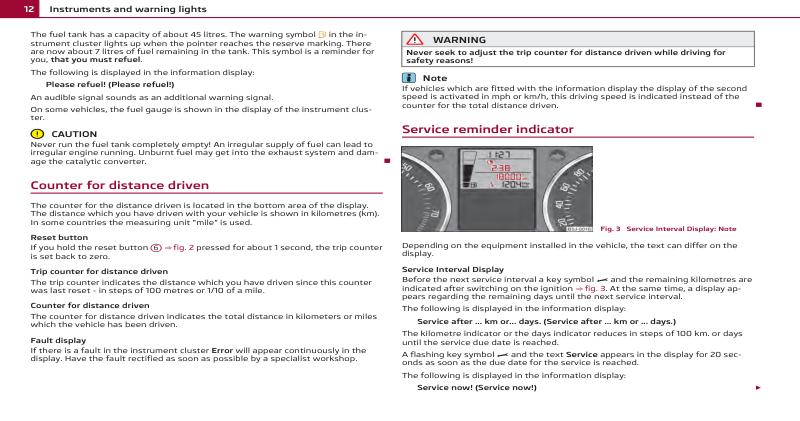 12 Instruments and warning lights
The fuel tank has a capacity of about 45 litres. The warning symbol in the in-
strument cluster lights up when the pointer reaches the reserve marking. There
are now about 7 litres of fuel remaining in the tank. This symbol is a reminder for
you, that you must refuel.
The following is displayed in the information display:
Please refuel! (Please refuel!)
An audible signal sounds as an additional warning signal.
On some vehicles, the fuel gauge is shown in the display of the instrument clus-
ter.
CAUTION
Never run the fuel tank completely empty! An irregular supply of fuel can lead to
irregular engine running. Unburnt fuel may get into the exhaust system and dam-
age the catalytic converter.
Counter for distance driven
The counter for the distance driven is located in the bottom area of the display.
The distance which you have driven with your vehicle is shown in kilometres (km).
In some countries the measuring unit "mile" is used.
Reset button
If you hold the reset button 6 ⇒ fig. 2 pressed for about 1 second, the trip counter
is set back to zero.
Trip counter for distance driven
The trip counter indicates the distance which you have driven since this counter
was last reset - in steps of 100 metres or 1/10 of a mile.
Counter for distance driven
The counter for distance driven indicates the total distance in kilometers or miles
which the vehicle has been driven.
Fault display
If there is a fault in the instrument cluster Error will appear continuously in the
display. Have the fault rectified as soon as possible by a specialist workshop.
WARNING
Never seek to adjust the trip counter for distance driven while driving for
safety reasons!
Note
If vehicles which are fitted with the information display the display of the second
speed is activated in mph or km/h, this driving speed is indicated instead of the
counter for the total distance driven.
Service reminder indicator
Fig. 3 Service Interval Display: Note
Depending on the equipment installed in the vehicle, the text can differ on the
display.
Service Interval Display
Before the next service interval a key symbol and the remaining kilometres are
indicated after switching on the ignition ⇒ fig. 3. At the same time, a display ap-
pears regarding the remaining days until the next service interval.
The following is displayed in the information display:
Service after ... km or... days. (Service after ... km or ... days.)
The kilometre indicator or the days indicator reduces in steps of 100 km. or days
until the service due date is reached.
A flashing key symbol and the text Service appears in the display for 20 sec-
onds as soon as the due date for the Service is reached.
The following is displayed in the information display:
Service now! (Service now!)